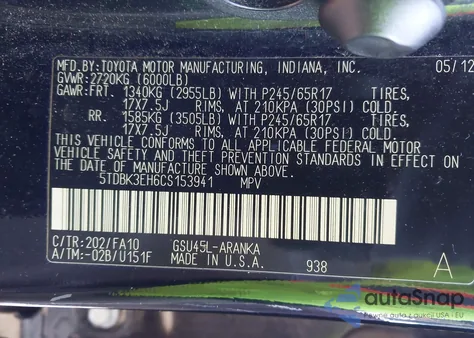 MFD.BY:TOYOTA MOTOR MANUFACTURING, INDIANA, INC. 05/12
GVWR:2720KG (6000LB)
GAWR:FRT. 1340KG (2955LB) WITH P245/65R17 TIRES,
17X7.5J RIMS, AT 210KPA (30PSI) COLD.
RR. 1585KG (3505LB) WITH P245/65R17 TIRES,
17X7.5J RIMS, AT 210KPA (30PSI) COLD.
THIS VEHICLE CONFORMS TO ALL APPLICABLE
FEDERAL MOTOR VEHICLE SAFETY AND
THEFT PREVENTION STANDARDS IN EFFECT ON
THE DATE OF MANUFACTURE SHOWN ABOVE.
5TDBK3EH6CS153941 MPV
C/TR:202/FA10 GSU45L-ARANKA
A/TM:-02B/U151F MADE IN U.S.A. 938 A
autoSnap